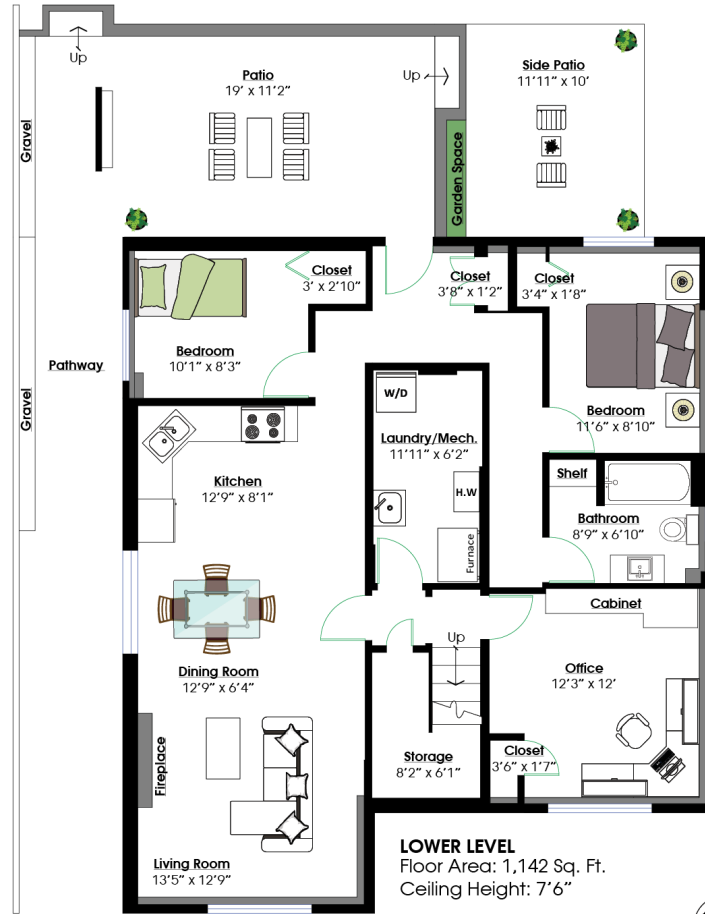 Up
Patio
19' x 11'2"
Up
Side Patio
11'11" x 10'
Gravel
Garden Space
Closet
3' x 2'10"
Closet
3'8" x 1'2"
Closet
3'4" x 1'8"
Bedroom
10'1" x 8'3"
Pathway
Gravel
W/D
Bedroom
11'6" x 8'10"
Laundry/Mech.
11'11" x 6'2"
Kitchen
12'9" x 8'1"
H.W
Shelf
Bathroom
8'9" x 6'10"
Furnace
Cabinet
Up
Dining Room
12'9" x 6'4"
Office
12'3" x 12'
Fireplace
Storage
8'2" x 6'1"
Closet
3'6" x 1'7"
Living Room
13'5" x 12'9"
LOWER LEVEL
Floor Area: 1,142 Sq. Ft.
Ceiling Height: 7'6"